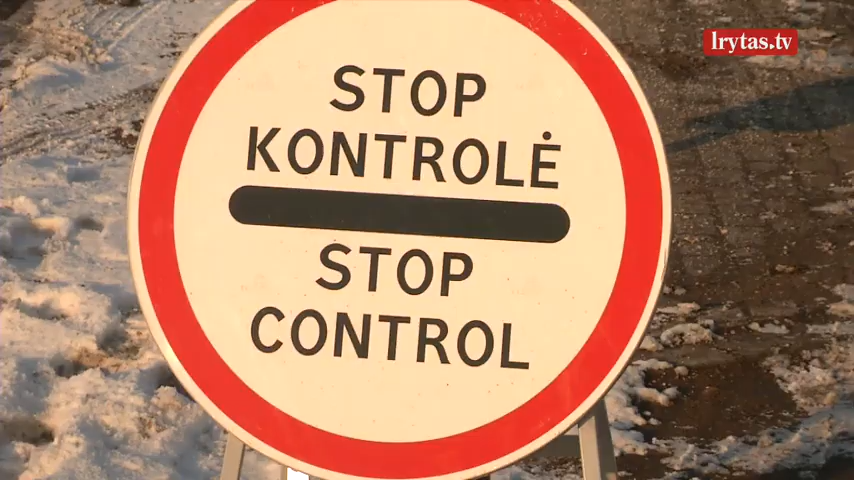 lrytas.tv
STOP
KONTROLĖ
STOP
CONTROL